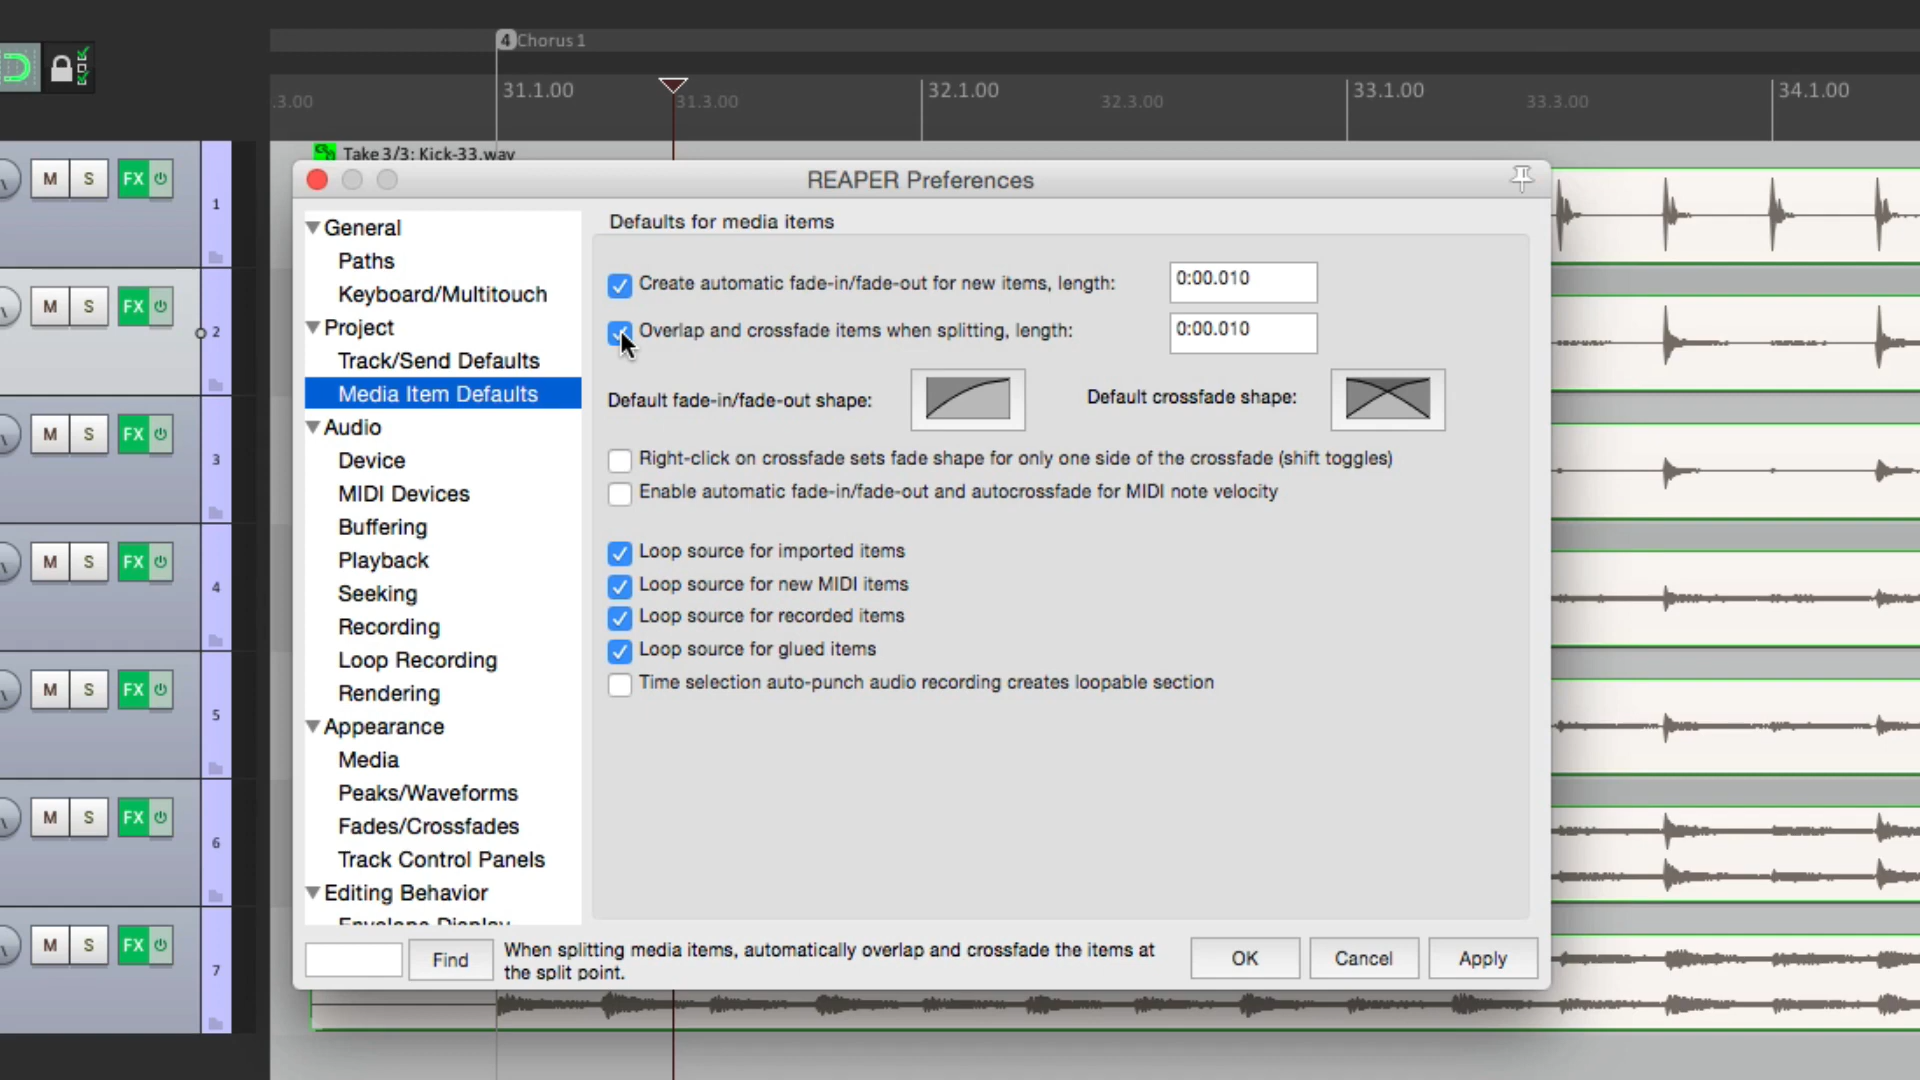 4 Chorus 1
.3.00 31.1.00 31.3.00 32.1.00 32.3.00 33.1.00 33.3.00 34.1.00
Take 3/3: Kick-33.wav
M S FX 1
M S FX 2
M S FX 3
M S FX 4
M S FX 5
M S FX 6
M S FX 7
REAPER Preferences
General
Paths
Keyboard/Multitouch
Project
Track/Send Defaults
Media Item Defaults
Audio
Device
MIDI Devices
Buffering
Playback
Seeking
Recording
Loop Recording
Rendering
Appearance
Media
Peaks/Waveforms
Fades/Crossfades
Track Control Panels
Editing Behavior
Envelope Display
Defaults for media items
Create automatic fade-in/fade-out for new items, length: 0:00.010
Overlap and crossfade items when splitting, length: 0:00.010
Default fade-in/fade-out shape: Default crossfade shape:
Right-click on crossfade sets fade shape for only one side of the crossfade (shift toggles)
Enable automatic fade-in/fade-out and autocrossfade for MIDI note velocity
Loop source for imported items
Loop source for new MIDI items
Loop source for recorded items
Loop source for glued items
Time selection auto-punch audio recording creates loopable section
Find
When splitting media items, automatically overlap and crossfade the items at
the split point.
OK Cancel Apply